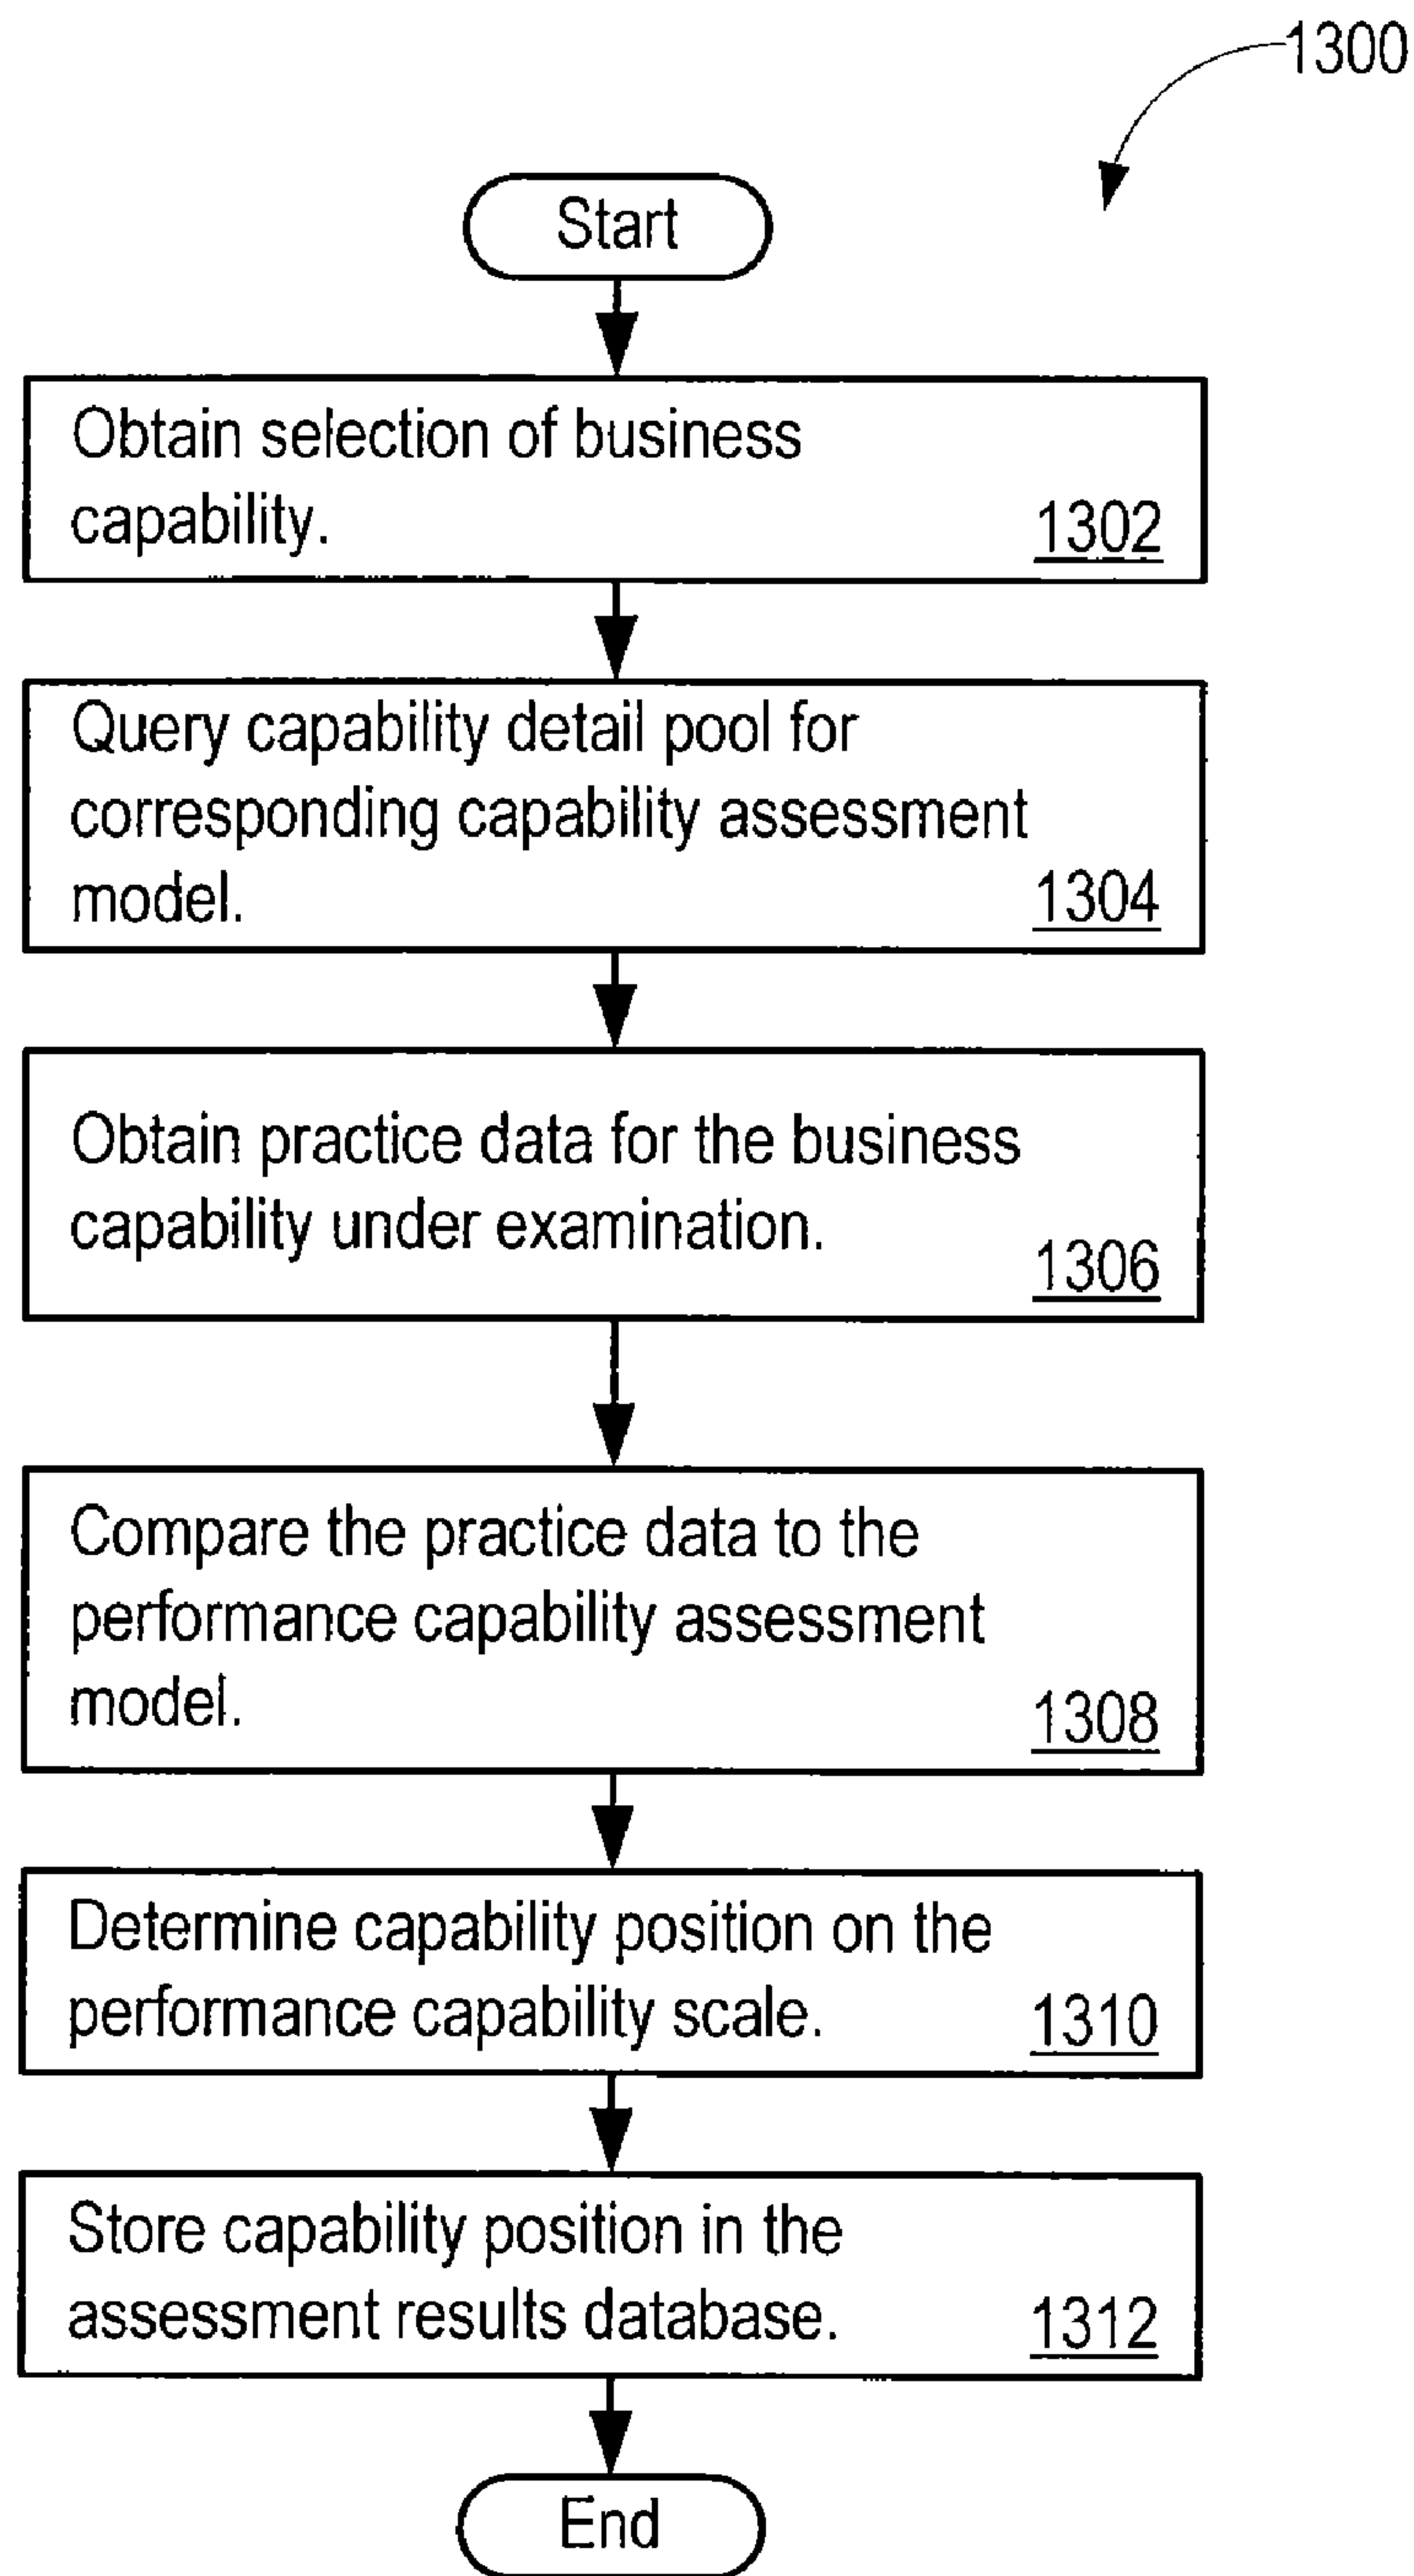 1300
Start
Obtain selection of business
capability.
1302
Query capability detail pool for
corresponding capability assessment
model.
1304
Obtain practice data for the business
capability under examination.
1306
Compare the practice data to the
performance capability assessment
model.
1308
Determine capability position on the
performance capability scale.
1310
Store capability position in the
assessment results database.
1312
End